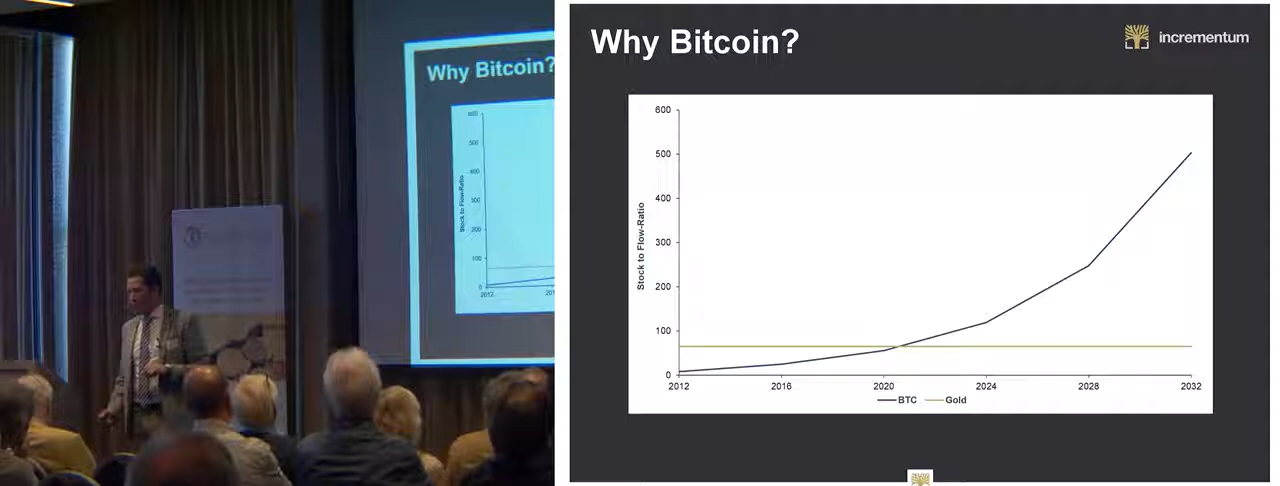 Why Bitcoin?
600
500
400
300
200
100
0
Stock to Flow-Ratio
2012
Why Bitcoin?
incrementum
600
500
400
300
200
100
0
Stock to Flow-Ratio
2012 2016 2020 2024 2028 2032
BTC Gold